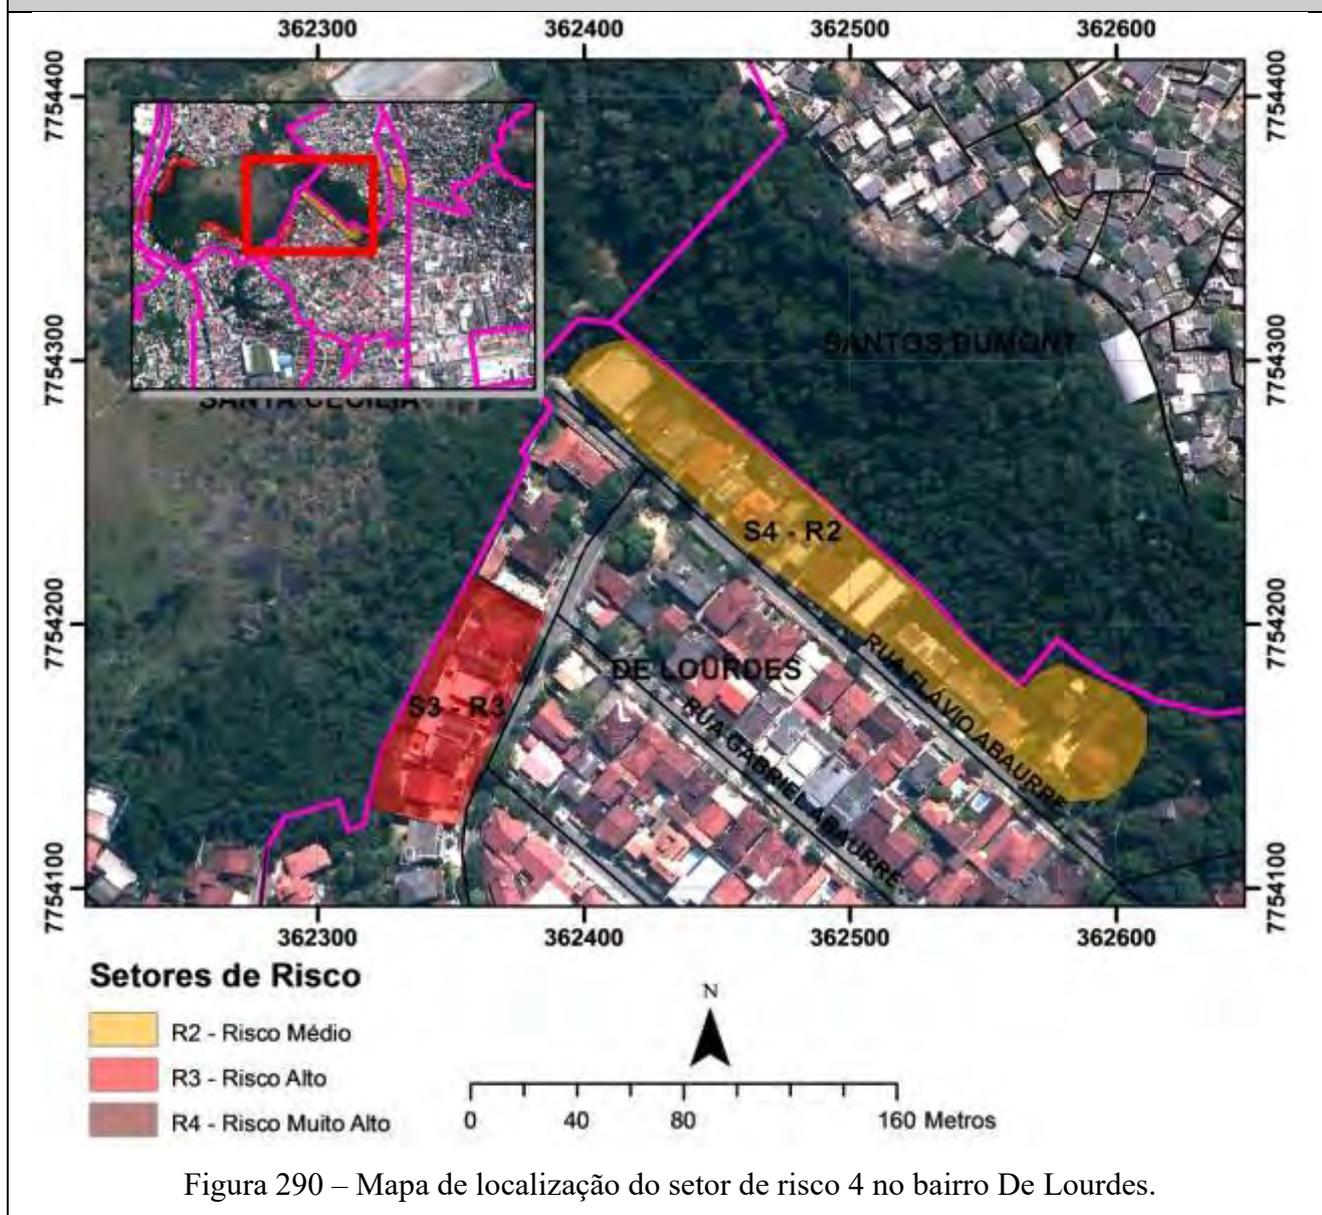 362300 362400 362500 362600
7754400 7754400
SANTOS DUMONT
7754300 7754300
SANTA CECÍLIA
S4 - R2
7754200 7754200
RUA FLÁVIO ABAURRE
DE LOURDES
S3 - R3
RUA GABRIEL ABAURRE
7754100 7754100
362300 362400 362500 362600
Setores de Risco
N
R2 - Risco Médio
R3 - Risco Alto
R4 - Risco Muito Alto
0 40 80 160 Metros
Figura 290 – Mapa de localização do setor de risco 4 no bairro De Lourdes.